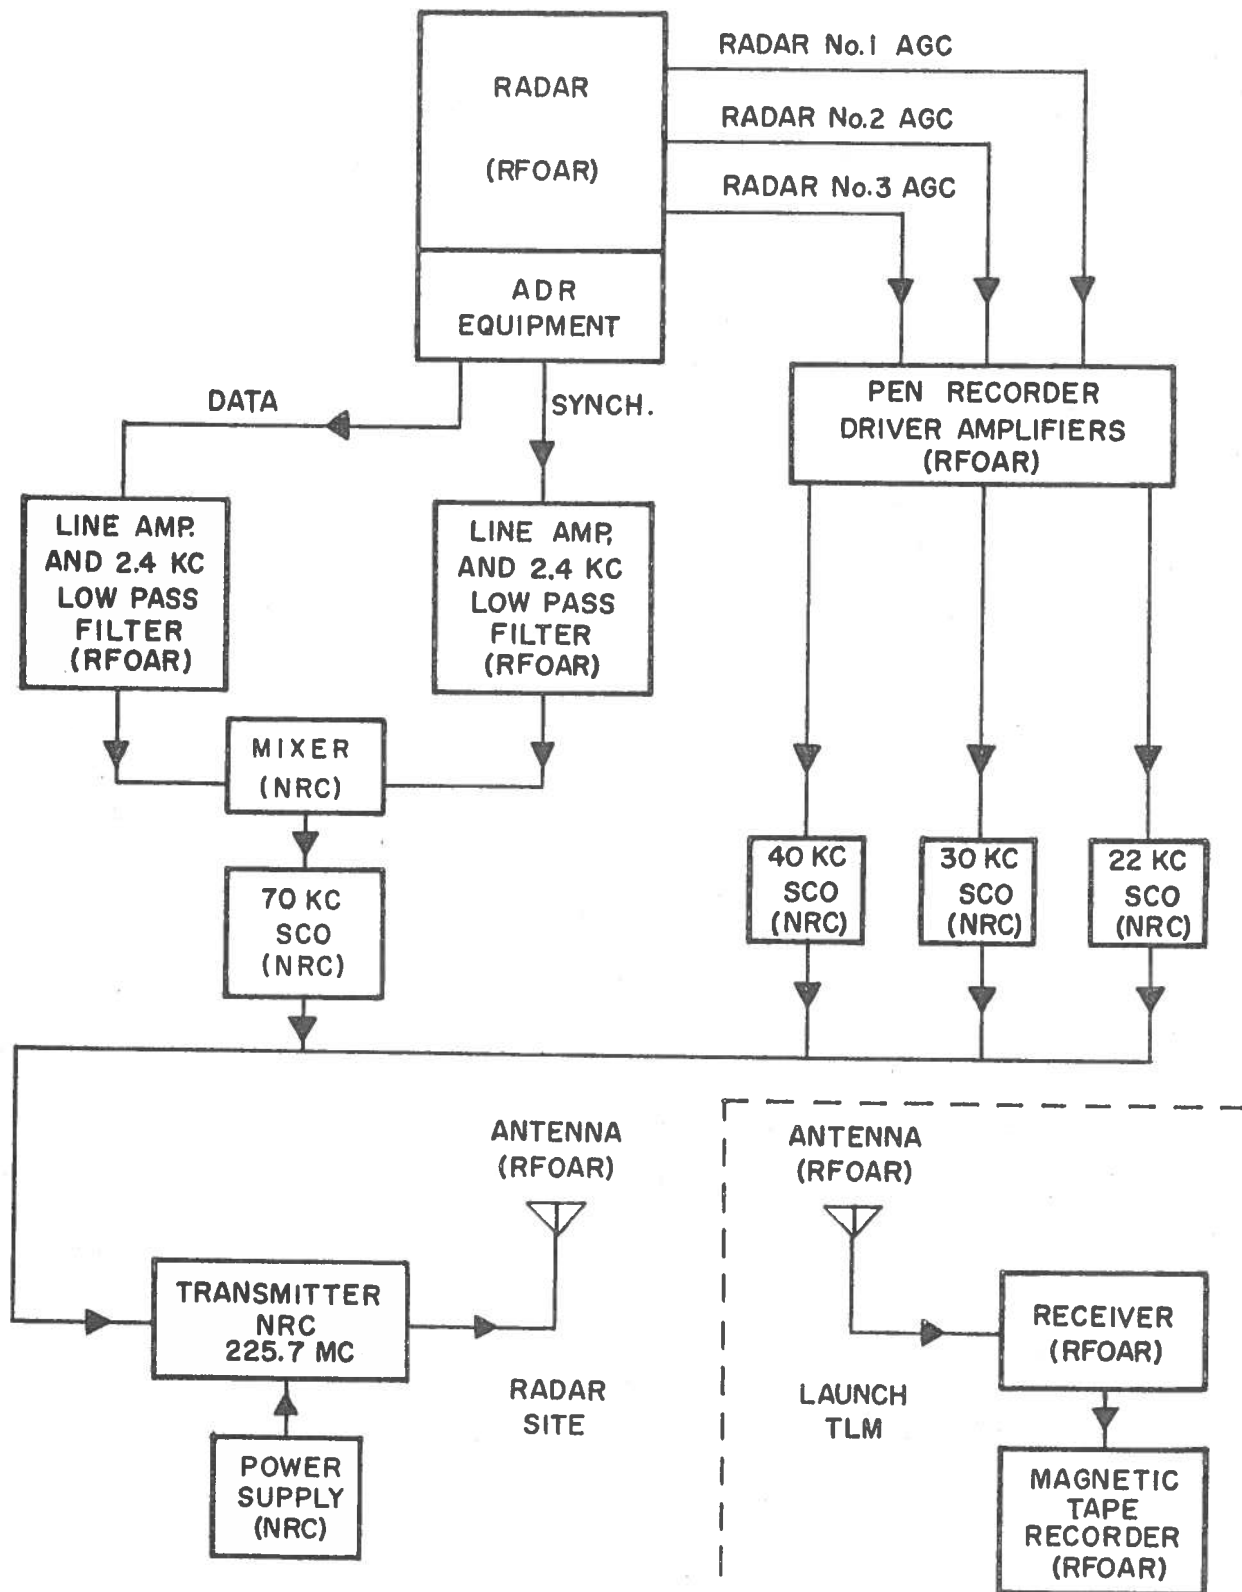 RADAR
(RFOAR)
ADR
EQUIPMENT
RADAR No.1 AGC
RADAR No.2 AGC
RADAR No.3 AGC
PEN RECORDER
DRIVER AMPLIFIERS
(RFOAR)
DATA
SYNCH.
LINE AMP.
AND 2.4 KC
LOW PASS
FILTER
(RFOAR)
LINE AMP,
AND 2.4 KC
LOW PASS
FILTER
(RFOAR)
MIXER
(NRC)
70 KC
SCO
(NRC)
40 KC
SCO
(NRC)
30 KC
SCO
(NRC)
22 KC
SCO
(NRC)
ANTENNA
(RFOAR)
TRANSMITTER
NRC
225.7 MC
RADAR
SITE
POWER
SUPPLY
(NRC)
ANTENNA
(RFOAR)
RECEIVER
(RFOAR)
LAUNCH
TLM
MAGNETIC
TAPE
RECORDER
(RFOAR)